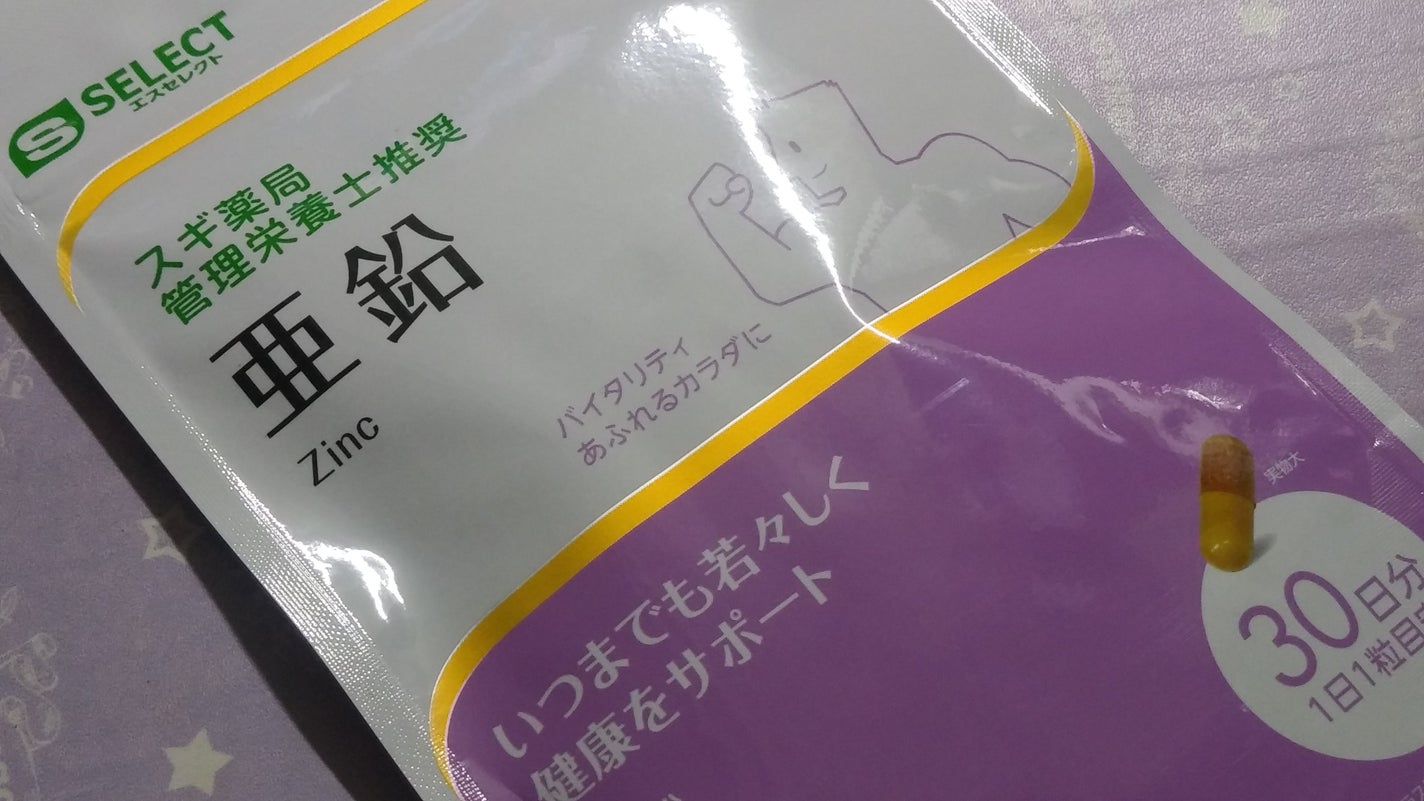 S SELECT
エスセレクト
スギ薬局
管理栄養士推奨
亜鉛
Zinc
バイタリティ
あふれるカラダに
いつまでも若々しく
健康をサポート
実物大
30日分
1日1粒目